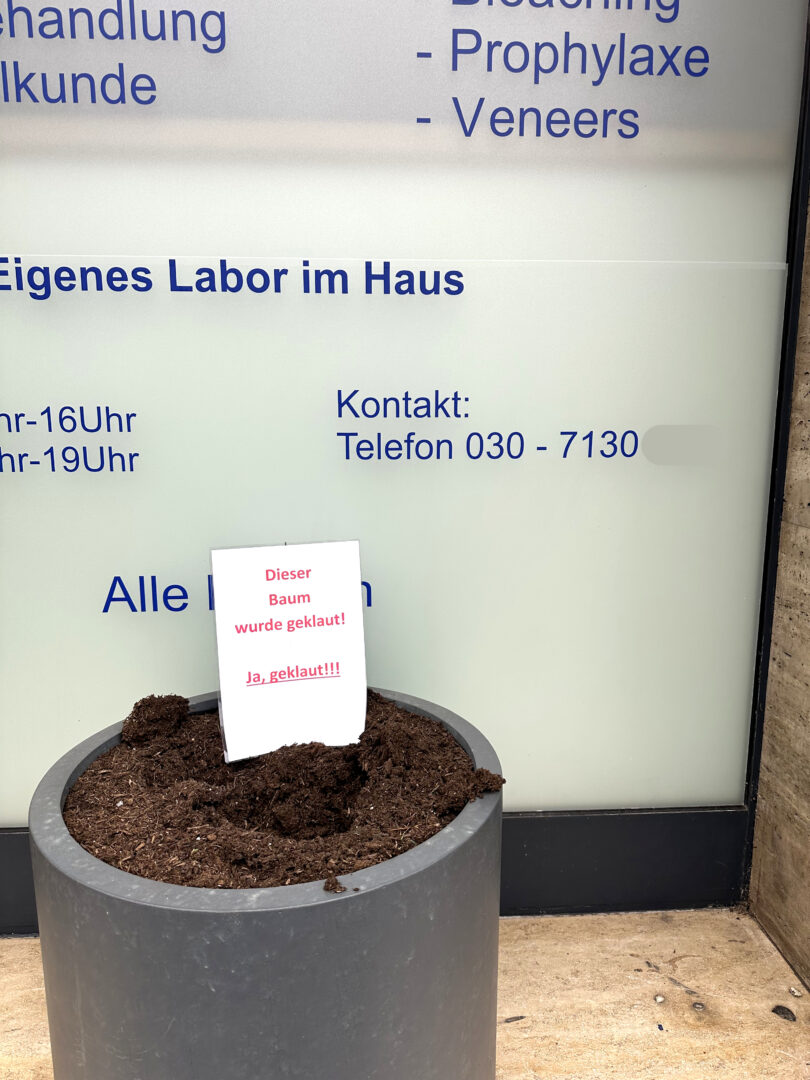 ehandlung
lkunde
Bleaching
- Prophylaxe
- Veneers
Eigenes Labor im Haus
hr-16Uhr
hr-19Uhr
Kontakt:
Telefon 030 - 7130
Alle
Dieser
Baum
wurde geklaut!
Ja, geklaut!!!